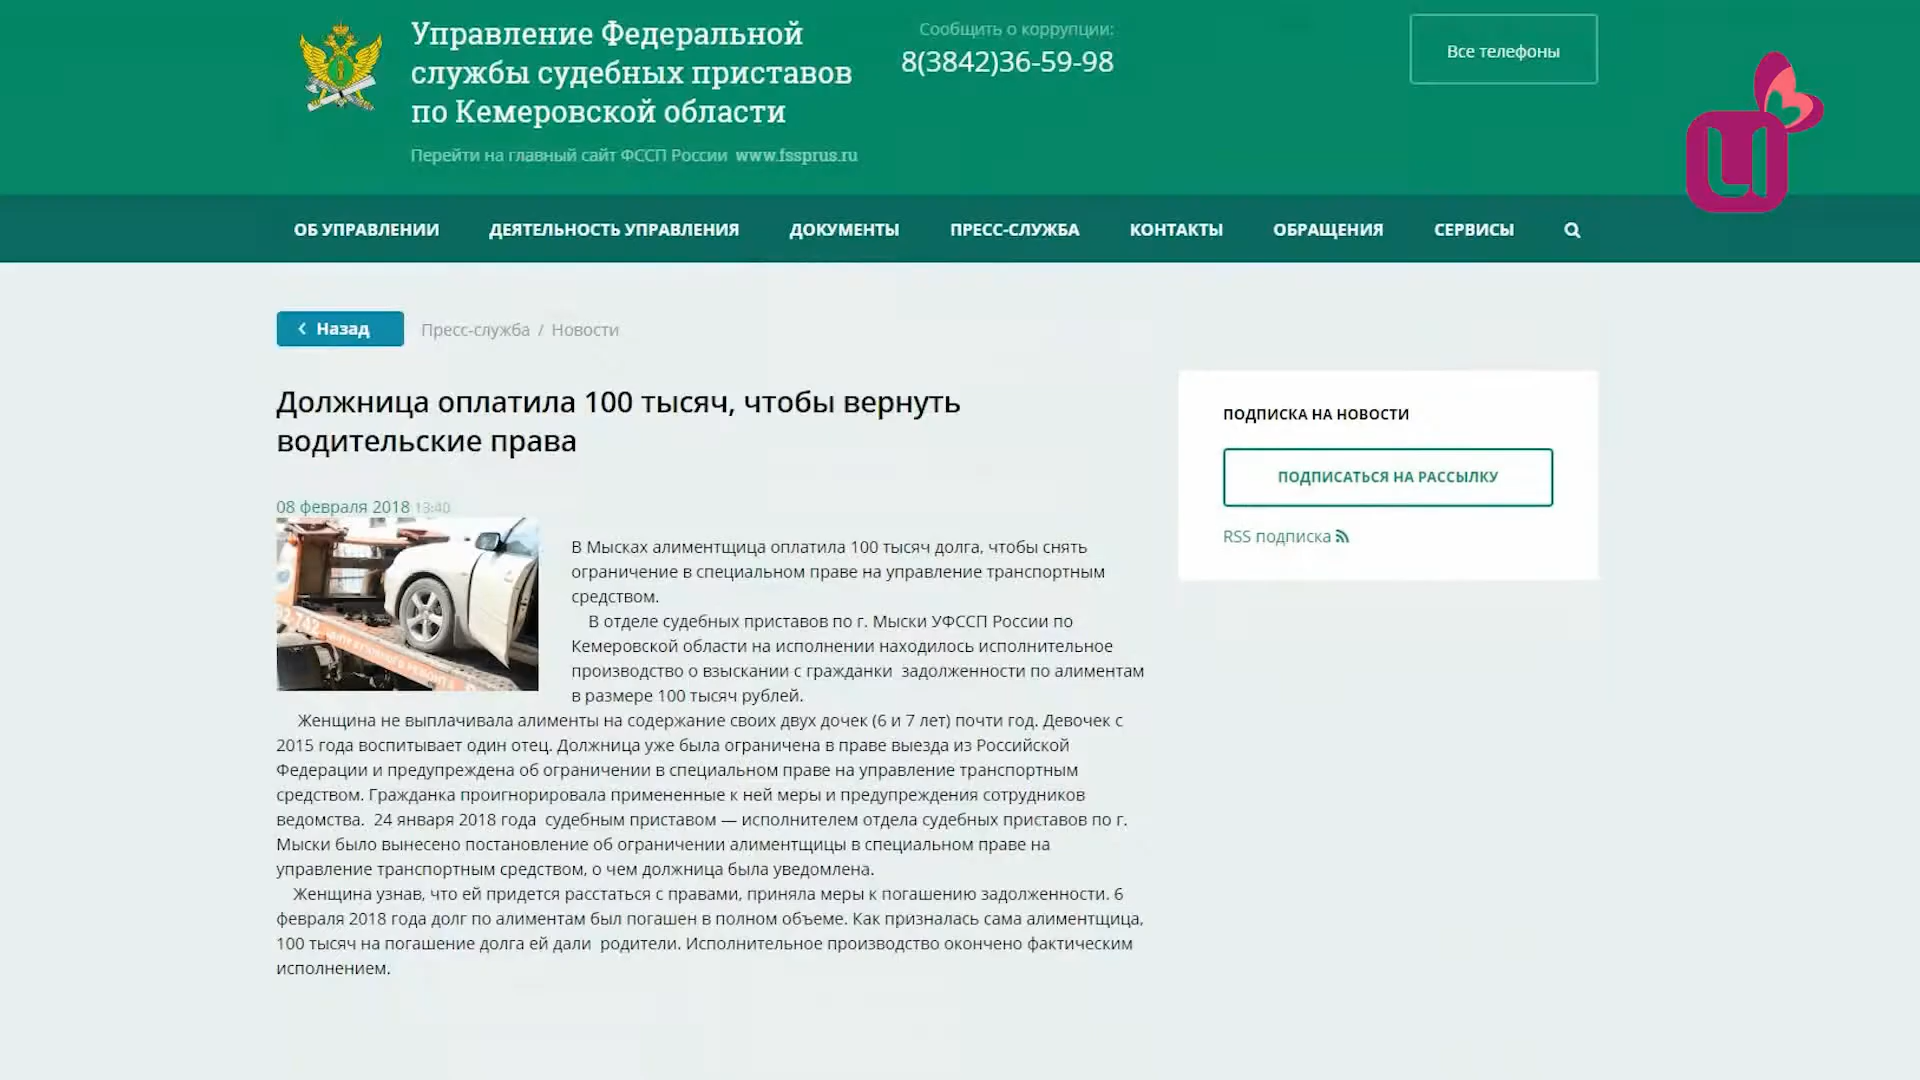 Управление Федеральной
службы судебных приставов
по Кемеровской области
Перейти на главный сайт ФССП России www.fssprus.ru
Сообщить о коррупции:
8(3842)36-59-98
Все телефоны
ОБ УПРАВЛЕНИИ ДЕЯТЕЛЬНОСТЬ УПРАВЛЕНИЯ ДОКУМЕНТЫ ПРЕСС-СЛУЖБА КОНТАКТЫ ОБРАЩЕНИЯ СЕРВИСЫ
Назад Пресс-служба / Новости
Должница оплатила 100 тысяч, чтобы вернуть
водительские права
08 февраля 2018 13:40
В Мысках алиментщица оплатила 100 тысяч долга, чтобы снять
ограничение в специальном праве на управление транспортным
средством.
В отделе судебных приставов по г. Мыски УФССП России по
Кемеровской области на исполнении находилось исполнительное
производство о взыскании с гражданки задолженности по алиментам
в размере 100 тысяч рублей.
Женщина не выплачивала алименты на содержание своих двух дочек (6 и 7 лет) почти год. Девочек с
2015 года воспитывает один отец. Должница уже была ограничена в праве выезда из Российской
Федерации и предупреждена об ограничении в специальном праве на управление транспортным
средством. Гражданка проигнорировала примененные к ней меры и предупреждения сотрудников
ведомства. 24 января 2018 года судебным приставом — исполнителем отдела судебных приставов по г.
Мыски было вынесено постановление об ограничении алиментщицы в специальном праве на
управление транспортным средством, о чем должница была уведомлена.
Женщина узнав, что ей придется расстаться с правами, приняла меры к погашению задолженности. 6
февраля 2018 года долг по алиментам был погашен в полном объеме. Как призналась сама алиментщица,
100 тысяч на погашение долга ей дали родители. Исполнительное производство окончено фактическим
исполнением.
ПОДПИСКА НА НОВОСТИ
ПОДПИСАТЬСЯ НА РАССЫЛКУ
RSS подписка